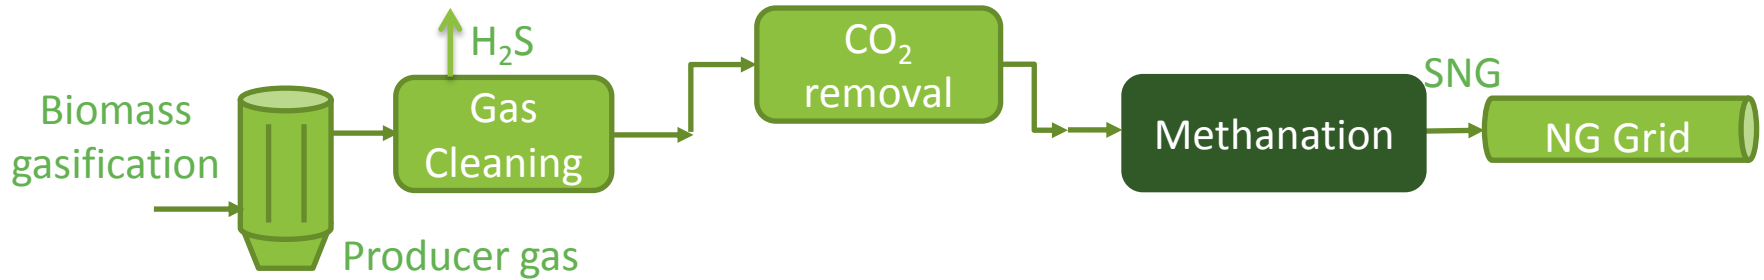 Biomass
gasification
Producer gas
H₂S
Gas
Cleaning
CO₂
removal
Methanation
SNG
NG Grid